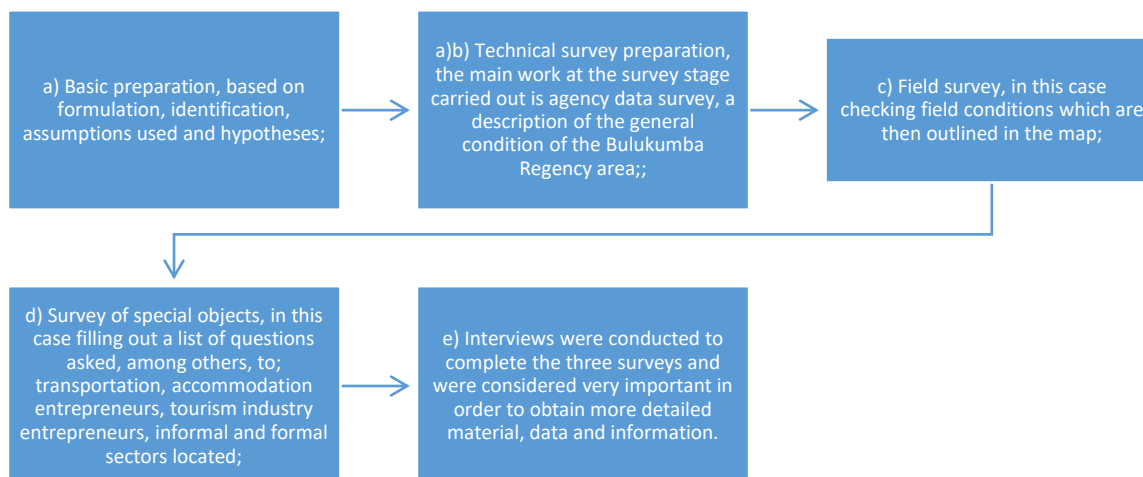 a) Basic preparation, based on
formulation, identification,
assumptions used and hypotheses;
a)b) Technical survey preparation,
the main work at the survey stage
carried out is agency data survey, a
description of the general
condition of the Bulukumba
Regency area;;
c) Field survey, in this case
checking field conditions which are
then outlined in the map;
d) Survey of special objects, in this
case filling out a list of questions
asked, among others, to;
transportation, accommodation
entrepreneurs, tourism industry
entrepreneurs, informal and formal
sectors located;
e) Interviews were conducted to
complete the three surveys and
were considered very important in
order to obtain more detailed
material, data and information.